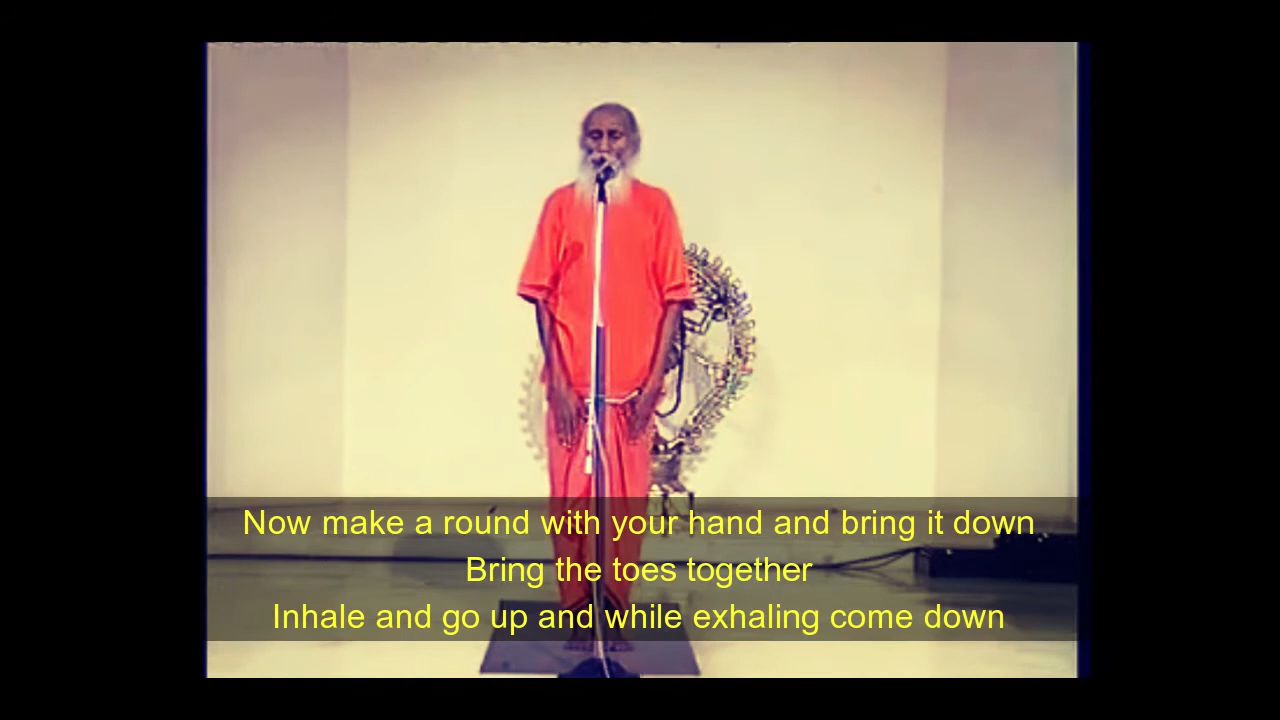 Now make a round with your hand and bring it down
Bring the toes together
Inhale and go up and while exhaling come down